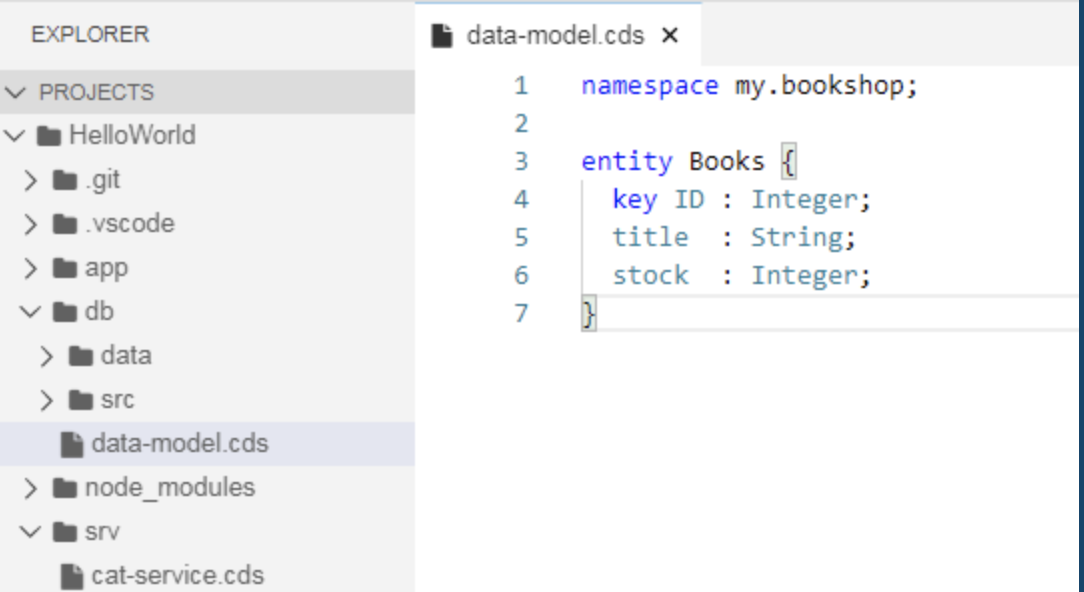 EXPLORER
PROJECTS
HelloWorld
.git
.vscode
app
db
data
src
data-model.cds
node_modules
srv
cat-service.cds
data-model.cds ×
1 namespace my.bookshop;
2
3 entity Books {
4   key ID : Integer;
5   title  : String;
6   stock  : Integer;
7 }